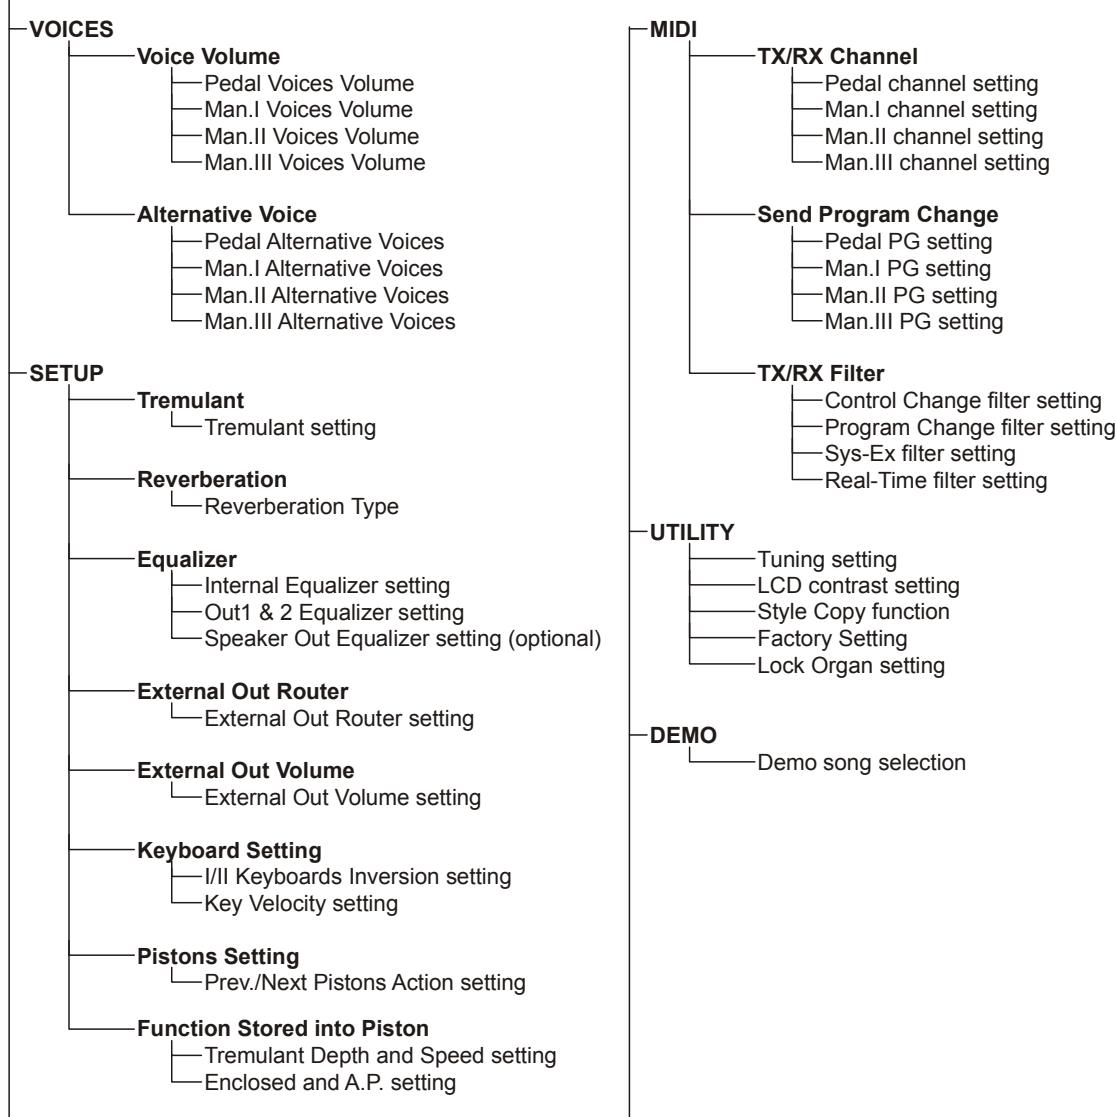 VOICES
Voice Volume
Pedal Voices Volume
Man.I Voices Volume
Man.II Voices Volume
Man.III Voices Volume
Alternative Voice
Pedal Alternative Voices
Man.I Alternative Voices
Man.II Alternative Voices
Man.III Alternative Voices
SETUP
Tremulant
Tremulant setting
Reverberation
Reverberation Type
Equalizer
Internal Equalizer setting
Out1 & 2 Equalizer setting
Speaker Out Equalizer setting (optional)
External Out Router
External Out Router setting
External Out Volume
External Out Volume setting
Keyboard Setting
I/II Keyboards Inversion setting
Key Velocity setting
Pistons Setting
Prev./Next Pistons Action setting
Function Stored into Piston
Tremulant Depth and Speed setting
Enclosed and A.P. setting
MIDI
TX/RX Channel
Pedal channel setting
Man.I channel setting
Man.II channel setting
Man.III channel setting
Send Program Change
Pedal PG setting
Man.I PG setting
Man.II PG setting
Man.III PG setting
TX/RX Filter
Control Change filter setting
Program Change filter setting
Sys-Ex filter setting
Real-Time filter setting
UTILITY
Tuning setting
LCD contrast setting
Style Copy function
Factory Setting
Lock Organ setting
DEMO
Demo song selection